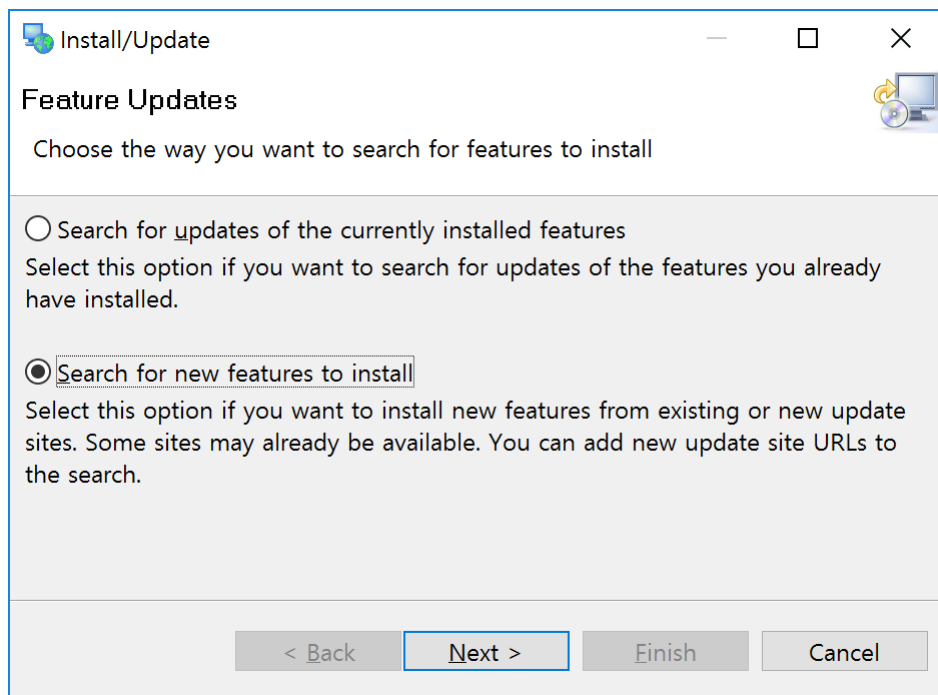 Install/Update
Feature Updates
Choose the way you want to search for features to install
Search for updates of the currently installed features
Select this option if you want to search for updates of the features you already
have installed.
Search for new features to install
Select this option if you want to install new features from existing or new update
sites. Some sites may already be available. You can add new update site URLs to
the search.
< Back Next > Finish Cancel